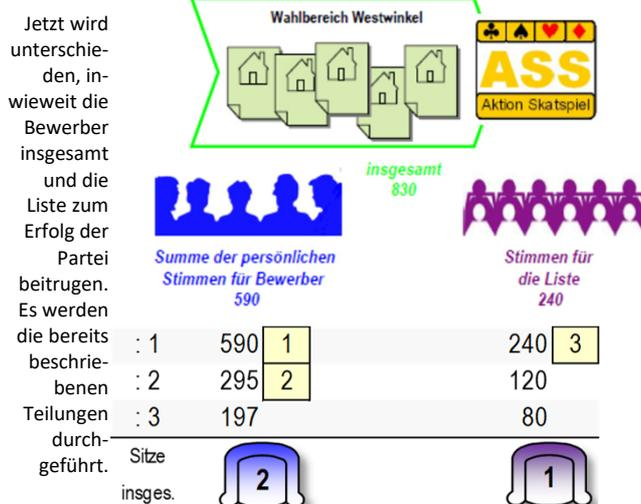 Jetzt wird
unterschie-
den, in-
wieweit die
Bewerber
insgesamt
und die
Liste zum
Erfolg der
Partei
beitrugen.
Es werden
die bereits
beschrie-
benen
Teilungen
durch-
geführt.
Wahlbereich Westwinkel
ASS
Aktion Skatspiel
insgesamt
830
Summe der persönlichen
Stimmen für Bewerber
590
Stimmen für
die Liste
240
: 1 590 1 240 3
: 2 295 2 120
: 3 197 80
Sitze
insges. 2 1